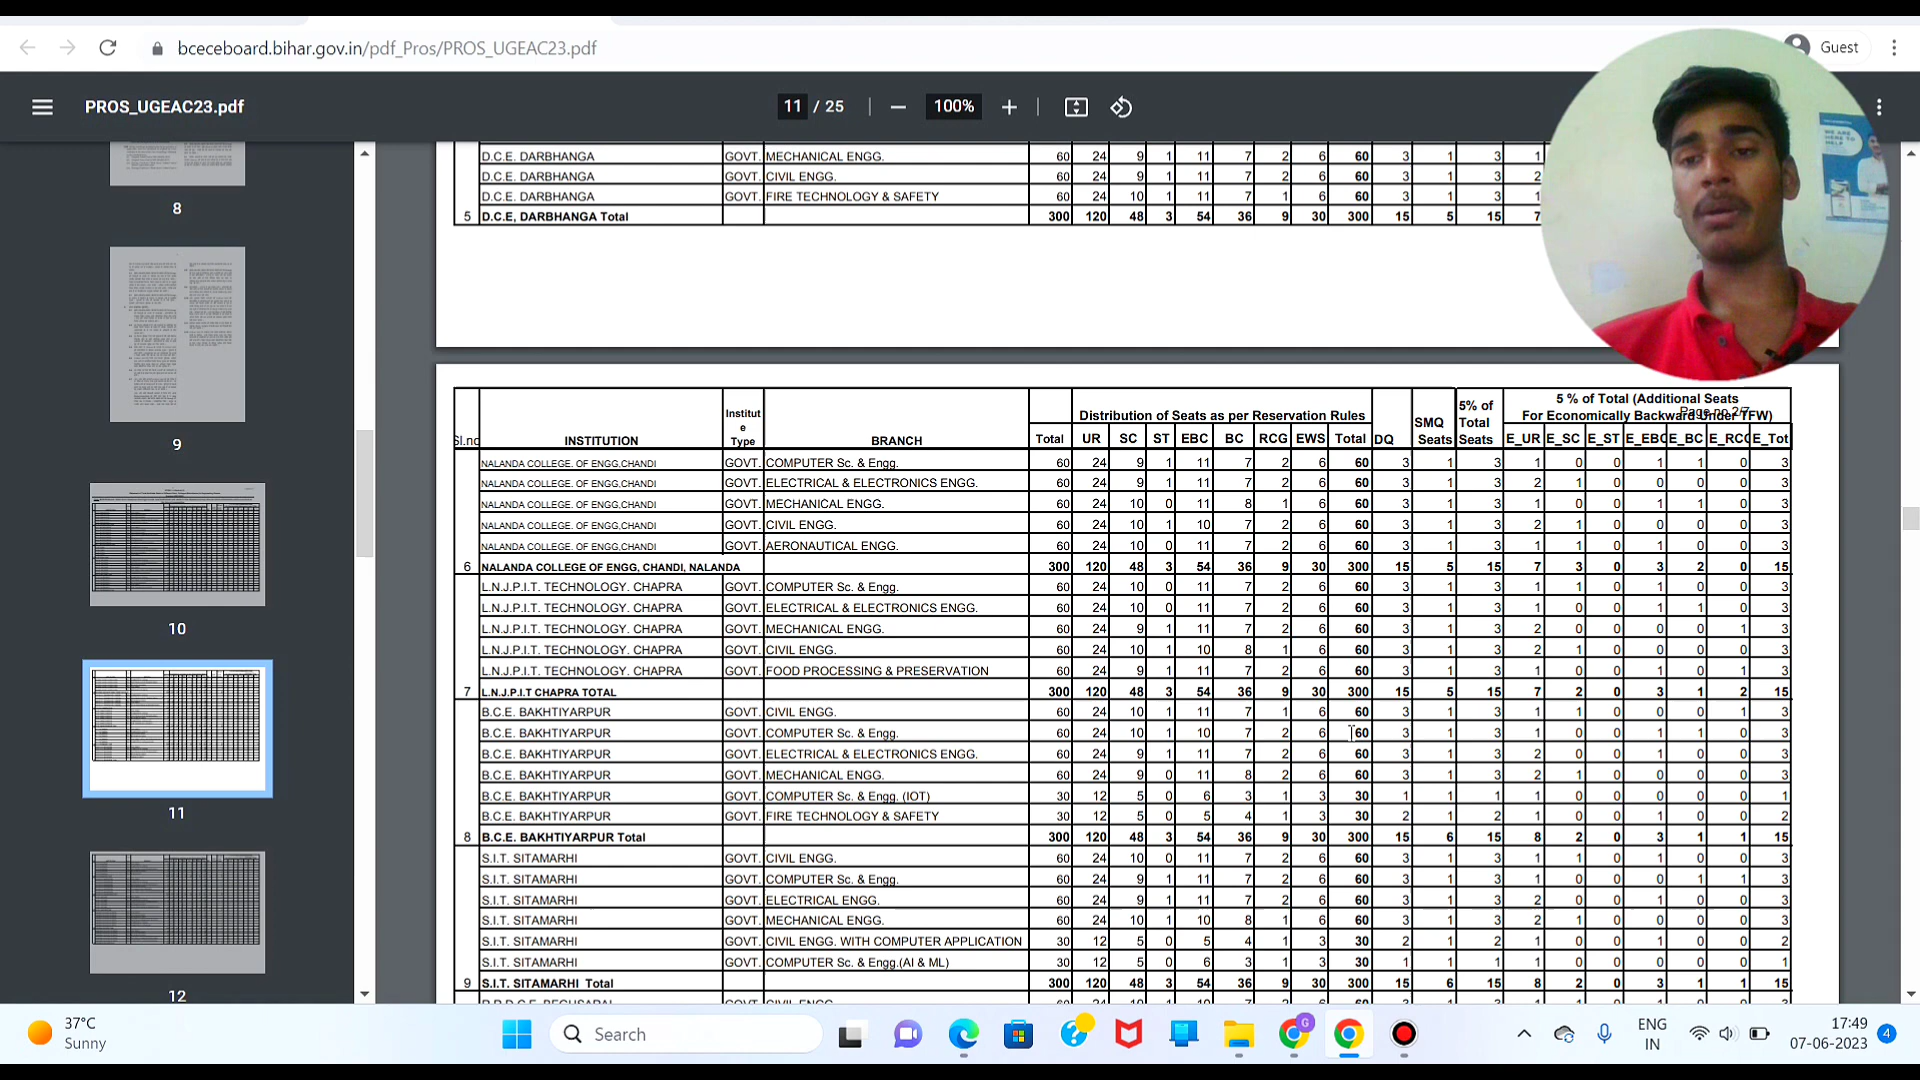 bceceboard.bihar.gov.in/pdf_Pros/PROS_UGEAC23.pdf
Guest
PROS_UGEAC23.pdf
11 / 25
100%
WE ARE
HERE TO
HELP
8
9
10
11
12
D.C.E. DARBHANGA GOVT. MECHANICAL ENGG. 60 24 9 1 11 7 2 6 60 3 1 3 1
D.C.E. DARBHANGA GOVT. CIVIL ENGG. 60 24 9 1 11 7 2 6 60 3 1 3 2
D.C.E. DARBHANGA GOVT. FIRE TECHNOLOGY & SAFETY 60 24 10 1 11 7 1 6 60 3 1 3 1
5 D.C.E, DARBHANGA Total 300 120 48 3 54 36 9 30 300 15 5 15 7
Page no 2/7
Sl.no INSTITUTION Institut e Type BRANCH Distribution of Seats as per Reservation Rules DQ SMQ Seats 5% of Total Seats 5 % of Total (Additional Seats For Economically Backward Under TFW)
Total UR SC ST EBC BC RCG EWS Total E_UR E_SC E_ST E_EBC E_BC E_RCG E_Tot
NALANDA COLLEGE. OF ENGG,CHANDI GOVT. COMPUTER Sc. & Engg. 60 24 9 1 11 7 2 6 60 3 1 3 1 0 0 1 1 0 3
NALANDA COLLEGE. OF ENGG,CHANDI GOVT. ELECTRICAL & ELECTRONICS ENGG. 60 24 9 1 11 7 2 6 60 3 1 3 2 1 0 0 0 0 3
NALANDA COLLEGE. OF ENGG,CHANDI GOVT. MECHANICAL ENGG. 60 24 10 0 11 8 1 6 60 3 1 3 1 0 0 1 1 0 3
NALANDA COLLEGE. OF ENGG,CHANDI GOVT. CIVIL ENGG. 60 24 10 1 10 7 2 6 60 3 1 3 2 1 0 0 0 0 3
NALANDA COLLEGE. OF ENGG,CHANDI GOVT. AERONAUTICAL ENGG. 60 24 10 0 11 7 2 6 60 3 1 3 1 1 0 1 0 0 3
6 NALANDA COLLEGE OF ENGG, CHANDI, NALANDA 300 120 48 3 54 36 9 30 300 15 5 15 7 3 0 3 2 0 15
L.N.J.P.I.T. TECHNOLOGY. CHAPRA GOVT. COMPUTER Sc. & Engg. 60 24 10 0 11 7 2 6 60 3 1 3 1 1 0 1 0 0 3
L.N.J.P.I.T. TECHNOLOGY. CHAPRA GOVT. ELECTRICAL & ELECTRONICS ENGG. 60 24 10 0 11 7 2 6 60 3 1 3 1 0 0 1 1 0 3
L.N.J.P.I.T. TECHNOLOGY. CHAPRA GOVT. MECHANICAL ENGG. 60 24 9 1 11 7 2 6 60 3 1 3 2 0 0 0 0 1 3
L.N.J.P.I.T. TECHNOLOGY. CHAPRA GOVT. CIVIL ENGG. 60 24 10 1 10 8 1 6 60 3 1 3 2 1 0 0 0 0 3
L.N.J.P.I.T. TECHNOLOGY. CHAPRA GOVT. FOOD PROCESSING & PRESERVATION 60 24 9 1 11 7 2 6 60 3 1 3 1 0 0 1 0 1 3
7 L.N.J.P.I.T CHAPRA TOTAL 300 120 48 3 54 36 9 30 300 15 5 15 7 2 0 3 1 2 15
B.C.E. BAKHTIYARPUR GOVT. CIVIL ENGG. 60 24 10 1 11 7 1 6 60 3 1 3 1 1 0 0 0 1 3
B.C.E. BAKHTIYARPUR GOVT. COMPUTER Sc. & Engg. 60 24 10 1 10 7 2 6 60 3 1 3 1 0 0 1 1 0 3
B.C.E. BAKHTIYARPUR GOVT. ELECTRICAL & ELECTRONICS ENGG. 60 24 9 1 11 7 2 6 60 3 1 3 2 0 0 1 0 0 3
B.C.E. BAKHTIYARPUR GOVT. MECHANICAL ENGG. 60 24 9 0 11 8 2 6 60 3 1 3 2 1 0 0 0 0 3
B.C.E. BAKHTIYARPUR GOVT. COMPUTER Sc. & Engg. (IOT) 30 12 5 0 6 3 1 3 30 1 1 1 1 0 0 0 0 0 1
B.C.E. BAKHTIYARPUR GOVT. FIRE TECHNOLOGY & SAFETY 30 12 5 0 5 4 1 3 30 2 1 2 1 0 0 1 0 0 2
8 B.C.E. BAKHTIYARPUR Total 300 120 48 3 54 36 9 30 300 15 6 15 8 2 0 3 1 1 15
S.I.T. SITAMARHI GOVT. CIVIL ENGG. 60 24 10 0 11 7 2 6 60 3 1 3 1 1 0 1 0 0 3
S.I.T. SITAMARHI GOVT. COMPUTER Sc. & Engg. 60 24 9 1 11 7 2 6 60 3 1 3 1 0 0 0 1 1 3
S.I.T. SITAMARHI GOVT. ELECTRICAL ENGG. 60 24 9 1 11 7 2 6 60 3 1 3 2 0 0 1 0 0 3
S.I.T. SITAMARHI GOVT. MECHANICAL ENGG. 60 24 10 1 10 8 1 6 60 3 1 3 2 1 0 0 0 0 3
S.I.T. SITAMARHI GOVT. CIVIL ENGG. WITH COMPUTER APPLICATION 30 12 5 0 5 4 1 3 30 2 1 2 1 0 0 1 0 0 2
S.I.T. SITAMARHI GOVT. COMPUTER Sc. & Engg.(AI & ML) 30 12 5 0 6 3 1 3 30 1 1 1 1 0 0 0 0 0 1
9 S.I.T. SITAMARHI Total 300 120 48 3 54 36 9 30 300 15 6 15 8 2 0 3 1 1 15
37°C
Sunny
Search
G
ENG
IN
17:49
07-06-2023
4